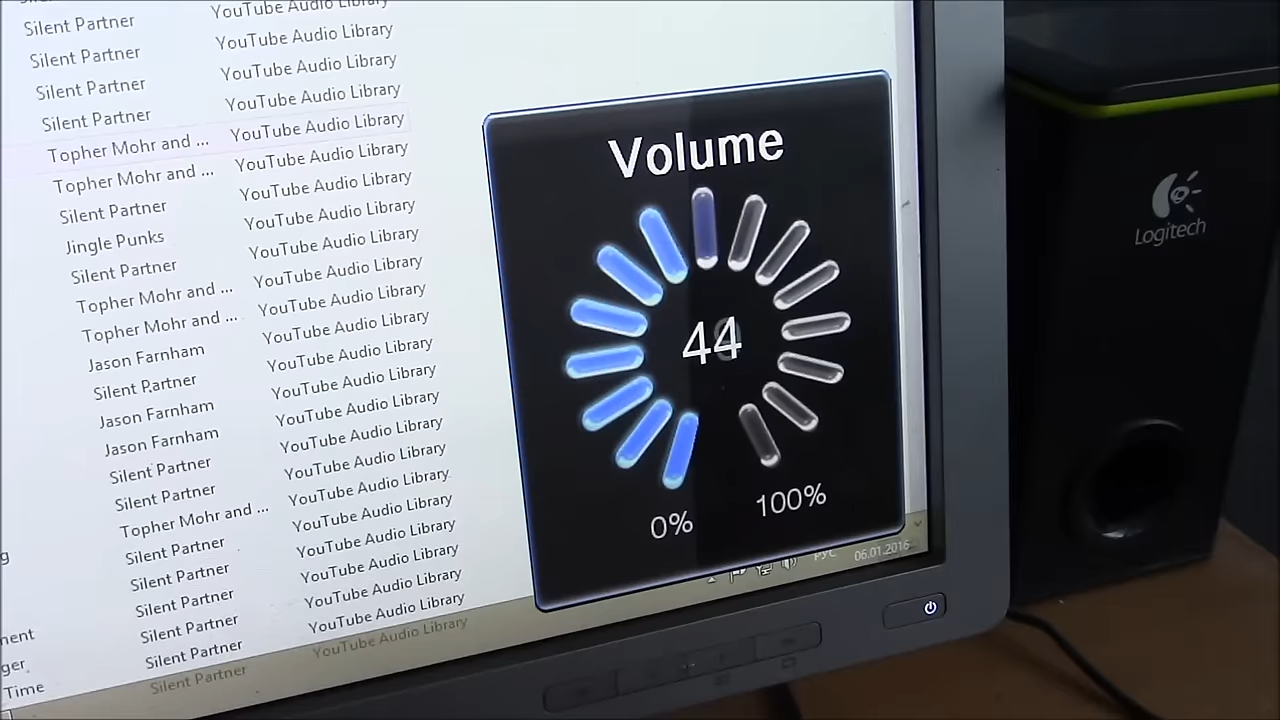 Silent Partner YouTube Audio Library
Silent Partner YouTube Audio Library
Silent Partner YouTube Audio Library
Silent Partner YouTube Audio Library
Topher Mohr and ... YouTube Audio Library
Topher Mohr and ... YouTube Audio Library
Silent Partner YouTube Audio Library
Jingle Punks YouTube Audio Library
Silent Partner YouTube Audio Library
Topher Mohr and ... YouTube Audio Library
Topher Mohr and ... YouTube Audio Library
Jason Farnham YouTube Audio Library
Silent Partner YouTube Audio Library
Jason Farnham YouTube Audio Library
Jason Farnham YouTube Audio Library
Silent Partner YouTube Audio Library
Silent Partner YouTube Audio Library
Topher Mohr and ... YouTube Audio Library
Silent Partner YouTube Audio Library
Silent Partner YouTube Audio Library
Silent Partner YouTube Audio Library
Silent Partner YouTube Audio Library
Time Silent Partner YouTube Audio Library
Silent Partner YouTube Audio Library
Volume
44
0% 100%
РУС 06.01.2016
Logitech